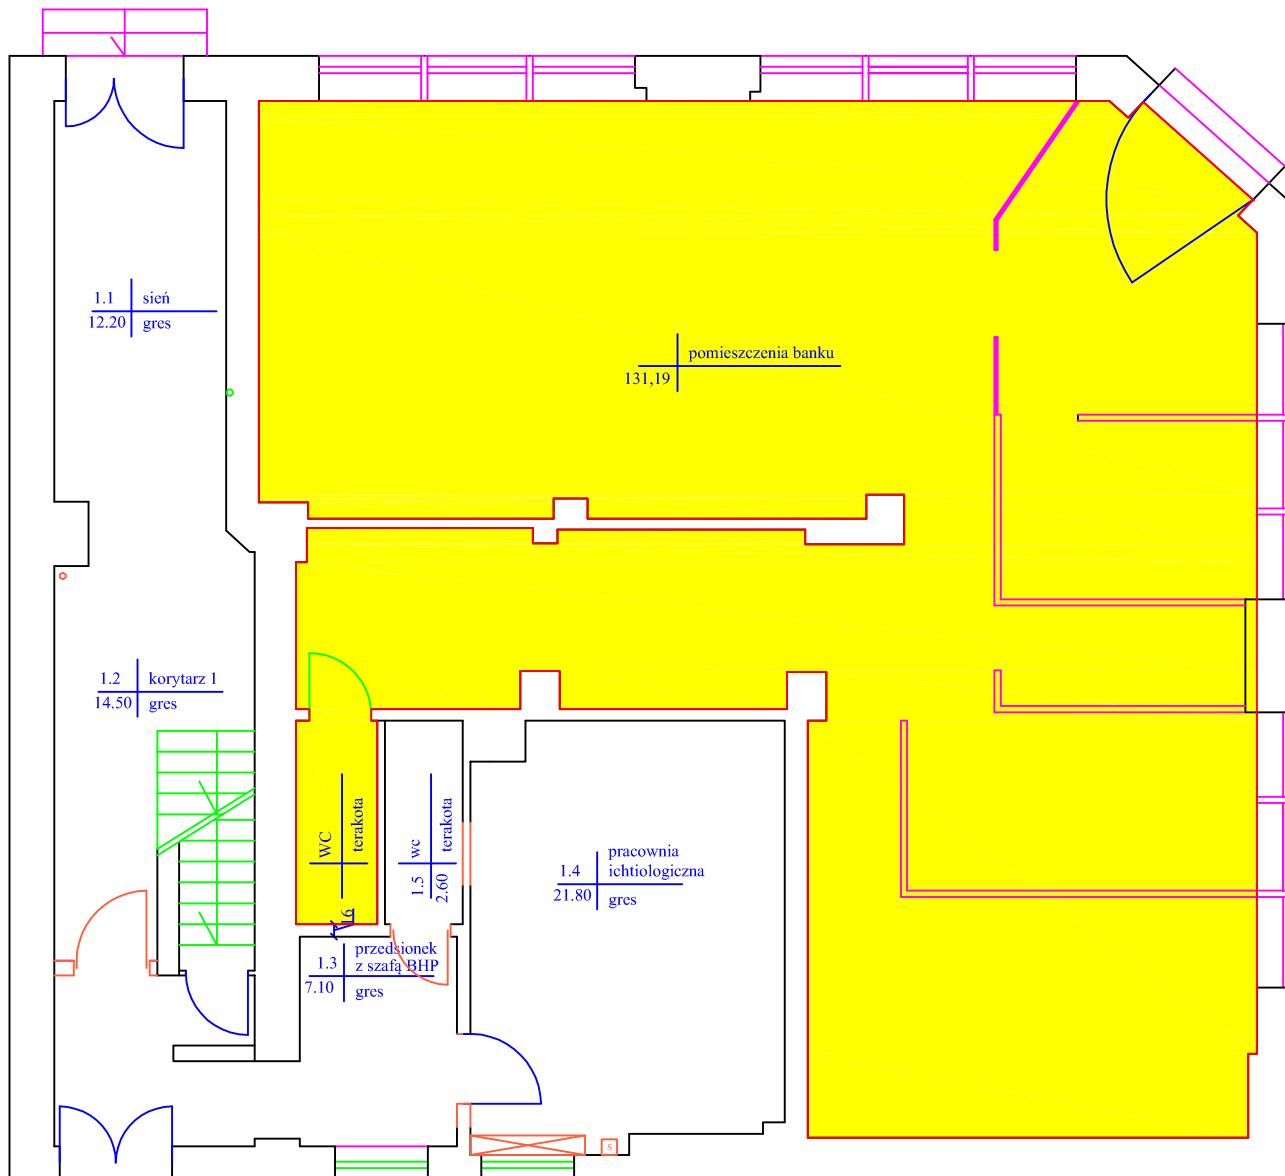 1.1 sień
12.20 gres
pomieszczenia banku
131,19
1.2 korytarz 1
14.50 gres
WC
terakota
1.5 wc
2.60 terakota
1.4 pracownia
ichtiologiczna
21.80 gres
16
1.3 przedsionek
z szafą BHP
7.10 gres
s